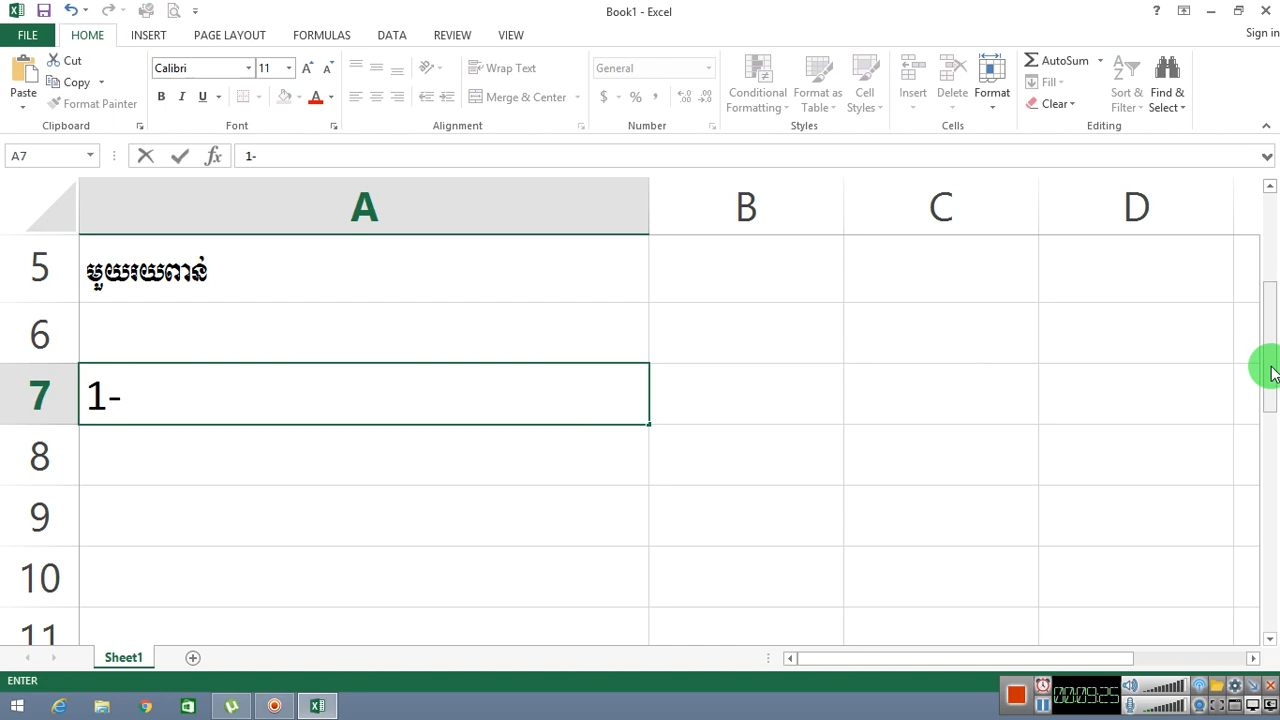 Book1 - Excel
?
Sign in
FILE HOME INSERT PAGE LAYOUT FORMULAS DATA REVIEW VIEW
Paste
Cut
Copy
Format Painter
Clipboard
Calibri 11
B I U A
Font
Wrap Text
Merge & Center
Alignment
General
$ % ,
Number
Conditional Formatting
Format as Table
Cell Styles
Styles
Insert Delete Format
Cells
AutoSum
Fill
Clear
Sort & Filter
Find & Select
Editing
A7 fx 1-
A B C D
5 មួយរយពាន់
6
7 1-
8
9
10
11
Sheet1
ENTER
00:09:25